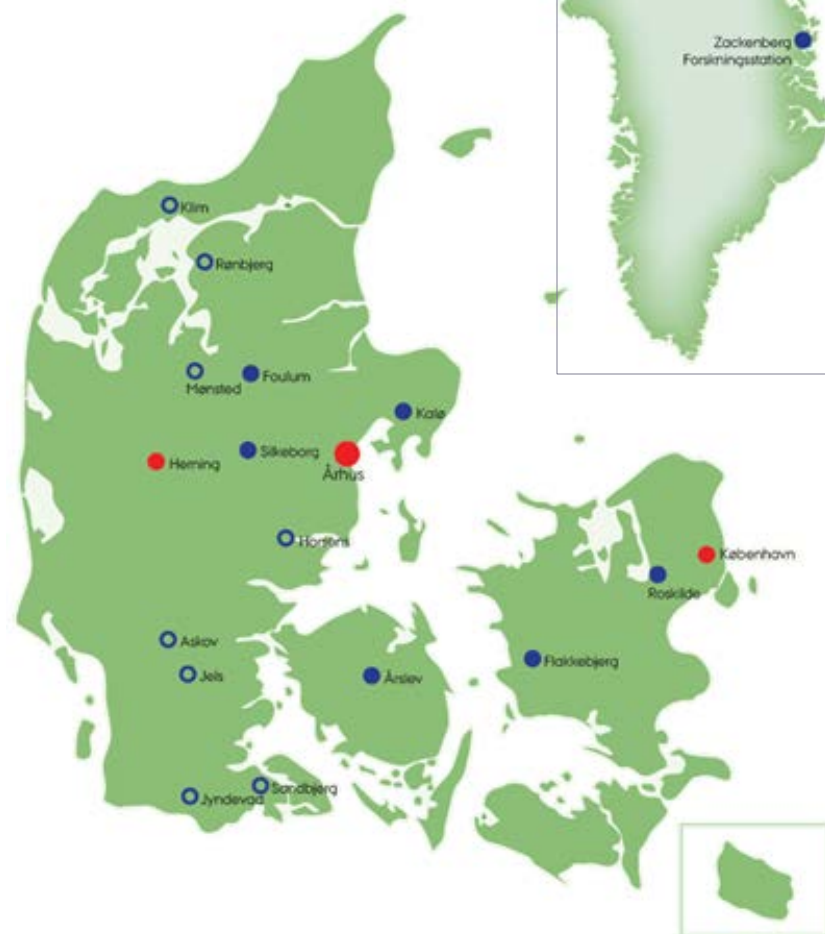 Zackenberg
Forskningsstation
Klim
Rønbjerg
Mønsted
Foulum
Kalø
Herning
Silkeborg
Århus
Horsens
København
Roskilde
Askov
Jels
Årslev
Flakkebjerg
Jyndevad
Sandbjerg